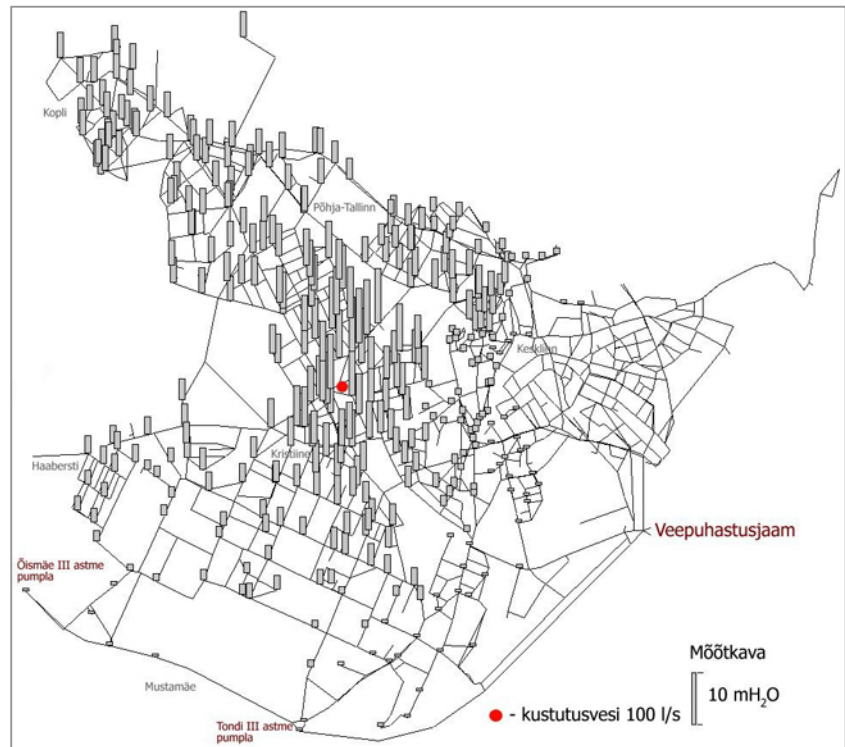 Kopli
Põhja-Tallinn
Kesklinn
Kristiine
Haabersti
Veepuhastusjaam
Õismäe III astme
pumpla
Mustamäe
Tondi III astme
pumpla
Mõõtkava
10 mH₂O
- kustutusvesi 100 l/s